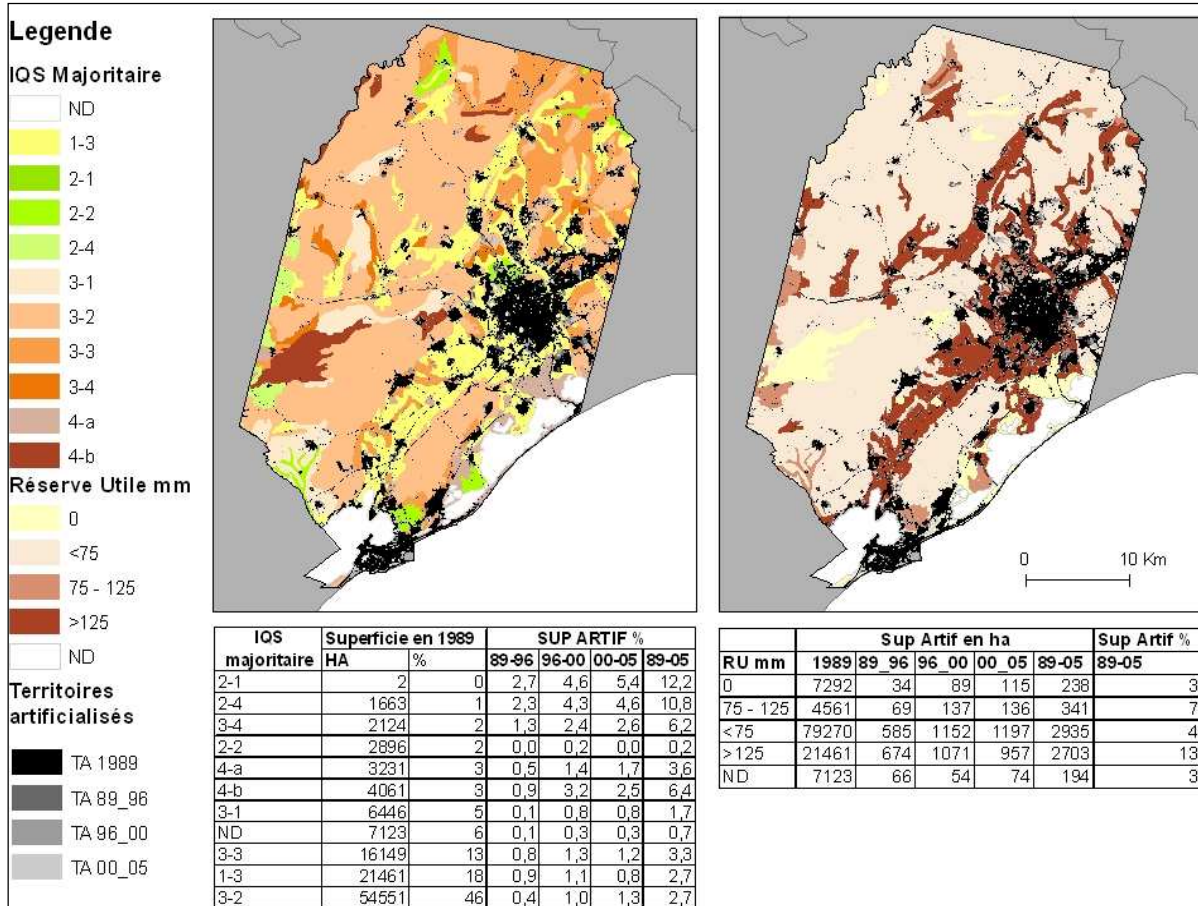 Legende
IQS Majoritaire
ND
1-3
2-1
2-2
2-4
3-1
3-2
3-3
3-4
4-a
4-b
Réserve Utile mm
0
<75
75 - 125
>125
ND
Territoires
artificialisés
TA 1989
TA 89_96
TA 96_00
TA 00_05
0 10 Km
IQS Superficie en 1989 SUP ARTIF %
majoritaire HA % 89-96 96-00 00-05 89-05
2-1 2 0 2,7 4,6 5,4 12,2
2-4 1663 1 2,3 4,3 4,6 10,8
3-4 2124 2 1,3 2,4 2,6 6,2
2-2 2896 2 0,0 0,2 0,0 0,2
4-a 3231 3 0,5 1,4 1,7 3,6
4-b 4061 3 0,9 3,2 2,5 6,4
3-1 6446 5 0,1 0,8 0,8 1,7
ND 7123 6 0,1 0,3 0,3 0,7
3-3 16149 13 0,8 1,3 1,2 3,3
1-3 21461 18 0,9 1,1 0,8 2,7
3-2 54551 46 0,4 1,0 1,3 2,7
Sup Artif en ha Sup Artif %
RU mm 1989 89_96 96_00 00_05 89-05 89-05
0 7292 34 89 115 238 3
75 - 125 4561 69 137 136 341 7
<75 79270 585 1152 1197 2935 4
>125 21461 674 1071 957 2703 13
ND 7123 66 54 74 194 3